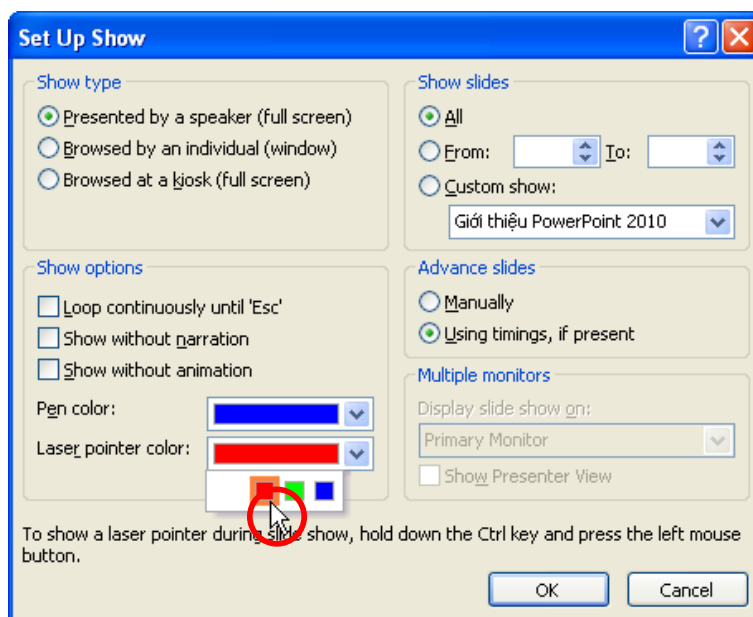 Set Up Show
Show type
Presented by a speaker (full screen)
Browsed by an individual (window)
Browsed at a kiosk (full screen)
Show slides
All
From: To:
Custom show:
Giới thiệu PowerPoint 2010
Show options
Loop continuously until 'Esc'
Show without narration
Show without animation
Pen color:
Laser pointer color:
Advance slides
Manually
Using timings, if present
Multiple monitors
Display slide show on:
Primary Monitor
Show Presenter View
To show a laser pointer during slide show, hold down the Ctrl key and press the left mouse
button.
OK Cancel